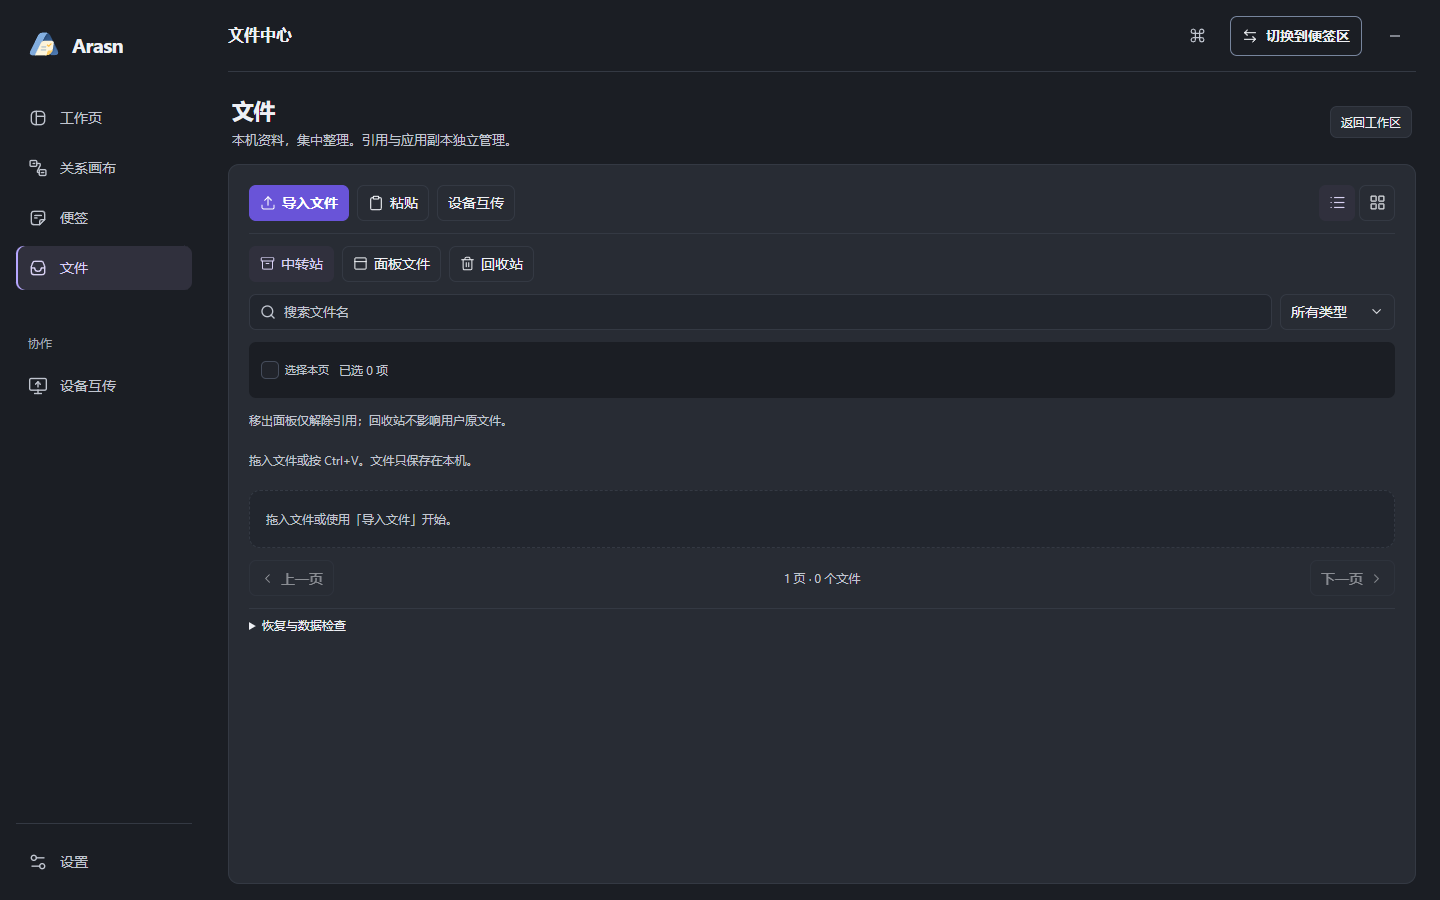 Arasn
文件中心
切换到便签区
工作页
关系画布
便签
文件
协作
设备互传
设置
文件
本机资料，集中整理。引用与应用副本独立管理。
返回工作区
导入文件
粘贴
设备互传
中转站
面板文件
回收站
搜索文件名
所有类型
选择本页 已选 0 项
移出面板仅解除引用；回收站不影响用户原文件。
拖入文件或按 Ctrl+V。文件只保存在本机。
拖入文件或使用「导入文件」开始。
上一页
1 页 · 0 个文件
下一页
恢复与数据检查